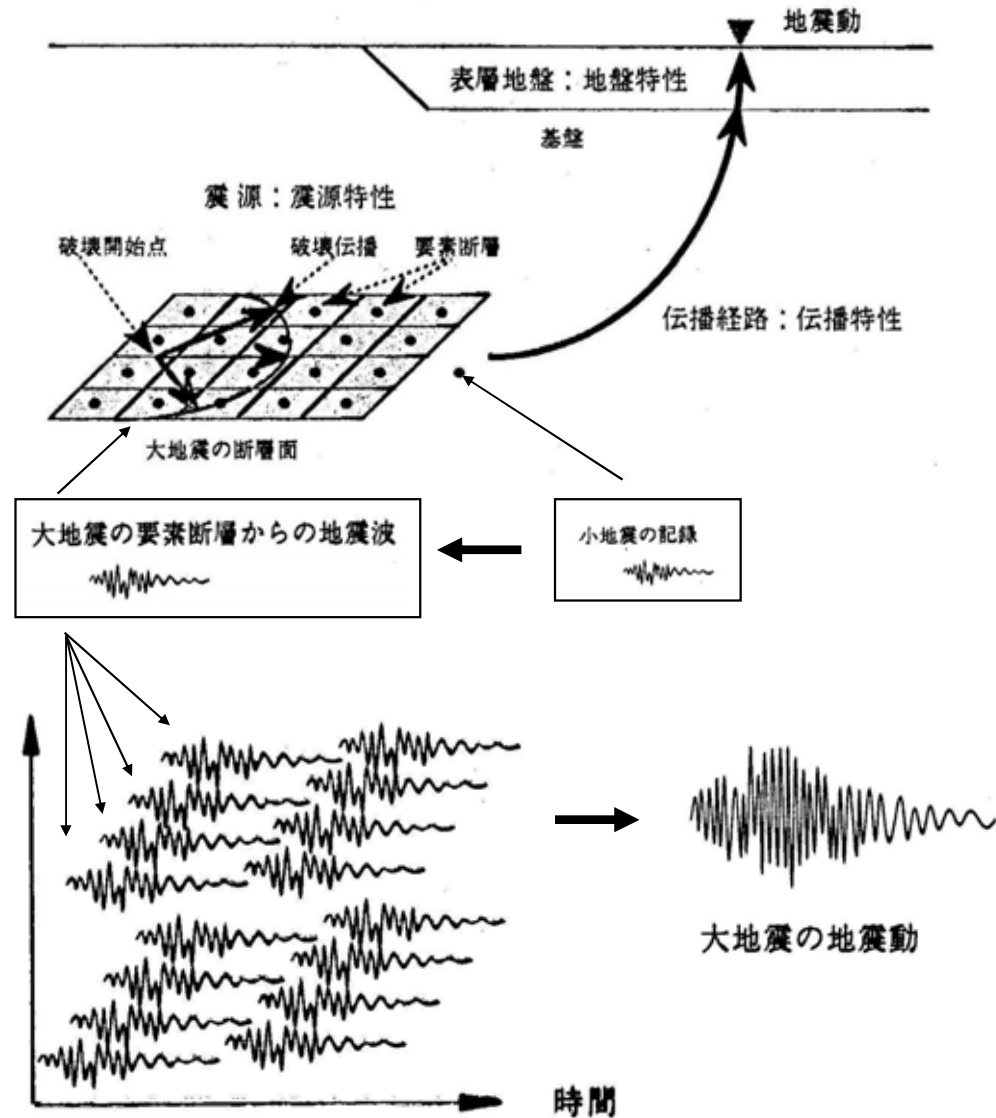 地震動
表層地盤：地盤特性
基盤
震源：震源特性
破壊開始点
破壊伝播
要素断層
伝播経路：伝播特性
大地震の断層面
大地震の要素断層からの地震波
小地震の記録
大地震の地震動
時間